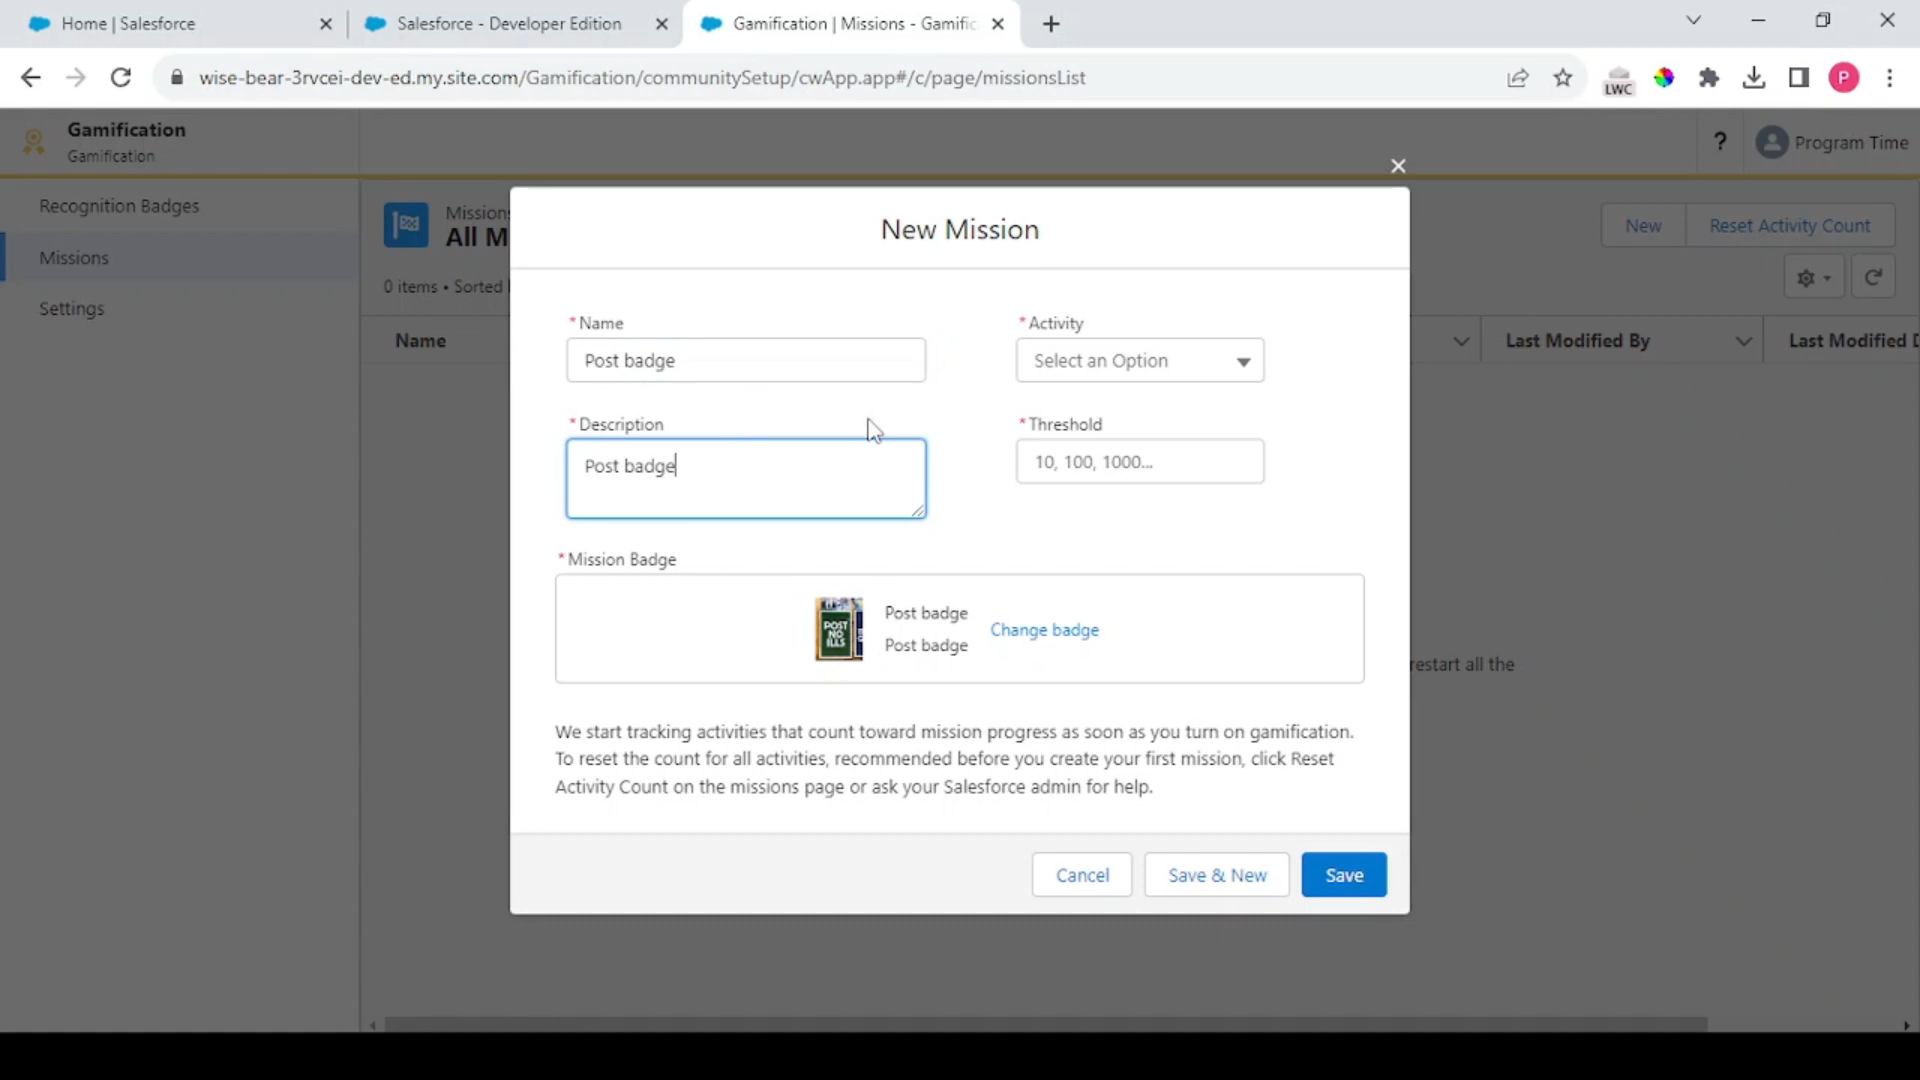 Home | Salesforce
Salesforce - Developer Edition
Gamification | Missions - Gamific
wise-bear-3rvcei-dev-ed.my.site.com/Gamification/communitySetup/cwApp.app#/c/page/missionsList
LWC
P
Gamification
Gamification
?
Program Time
Recognition Badges
Missions
Settings
Missions
All M
New
Reset Activity Count
0 items • Sorted
Name
Last Modified By
Last Modified D
New Mission
* Name
Post badge
* Activity
Select an Option
* Description
Post badge
* Threshold
10, 100, 1000...
* Mission Badge
POST
NO
ILLS
Post badge
Post badge
Change badge
restart all the
We start tracking activities that count toward mission progress as soon as you turn on gamification.
To reset the count for all activities, recommended before you create your first mission, click Reset
Activity Count on the missions page or ask your Salesforce admin for help.
Cancel
Save & New
Save